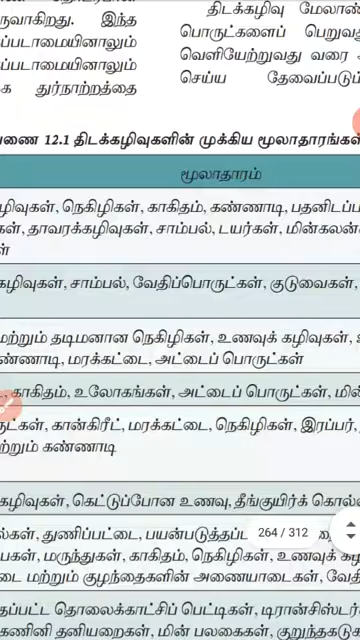 ருவாகிறது. இந்த
ப்படாமையினாலும்
ப்படாமையினாலும்
க துர்நாற்றத்தை
திடக்கழிவு மேலாண்
பொருட்களைப் பெறுவது
வெளியேற்றுவது வரை
செய்ய தேவைப்படும்
12.1 திடக்கழிவுகளின் முக்கிய மூலாதாரங்கள்
மூலாதாரம்
கழிவுகள், நெகிழிகள், காகிதம், கண்ணாடி, பதனிடப்ப
கள், தாவரக்கழிவுகள், சாம்பல், டயர்கள், மின்கலன்
ள்
கழிவுகள், சாம்பல், வேதிப்பொருட்கள், குடுவைகள்,
மற்றும் தடிமனான நெகிழிகள், உணவுக் கழிவுகள்,
ண்ணாடி, மரக்கட்டை, அட்டைப் பொருட்கள்
காகிதம், உலோகங்கள், அட்டைப் பொருட்கள், மின்
ருட்கள், கான்கிரீட், மரக்கட்டை, நெகிழிகள், இரப்பர்,
ற்றும் கண்ணாடி
கழிவுகள், கெட்டுப்போன உணவு, தீங்குயிர்க் கொல்
ல்கள், துணிப்பட்டை, பயன்படுத்தப்ட
264 / 312
பகள், மருந்துகள், காகிதம், நெகிழிகள், உணவுக் கழி
டை மற்றும் குழந்தைகளின் அணையாடைகள், வேதி
தப்பட்ட தொலைக்காட்சிப் பெட்டிகள், டிரான்சிஸ்டர்
கணினி தனியறைகள், மின் பலகைகள், குறுந்தகடு